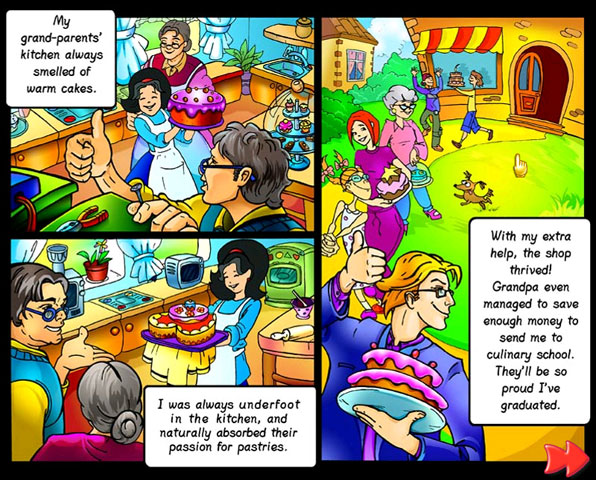 My
grand-parents'
kitchen always
smelled of
warm cakes.
I was always underfoot
in the kitchen, and
naturally absorbed their
passion for pastries.
With my extra
help, the shop
thrived!
Grandpa even
managed to save
enough money to
send me to
culinary school.
They'll be so
proud I've
graduated.